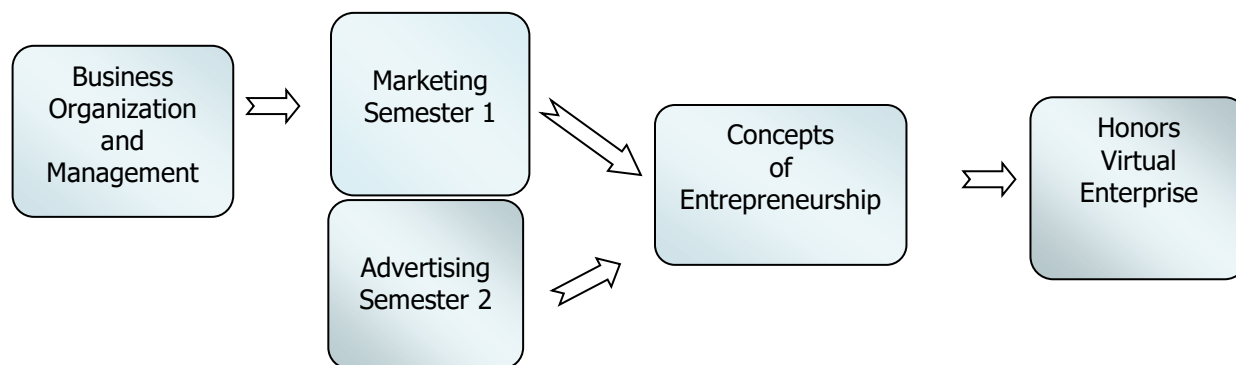 Business
Organization
and
Management
Marketing
Semester 1
Advertising
Semester 2
Concepts
of
Entrepreneurship
Honors
Virtual
Enterprise